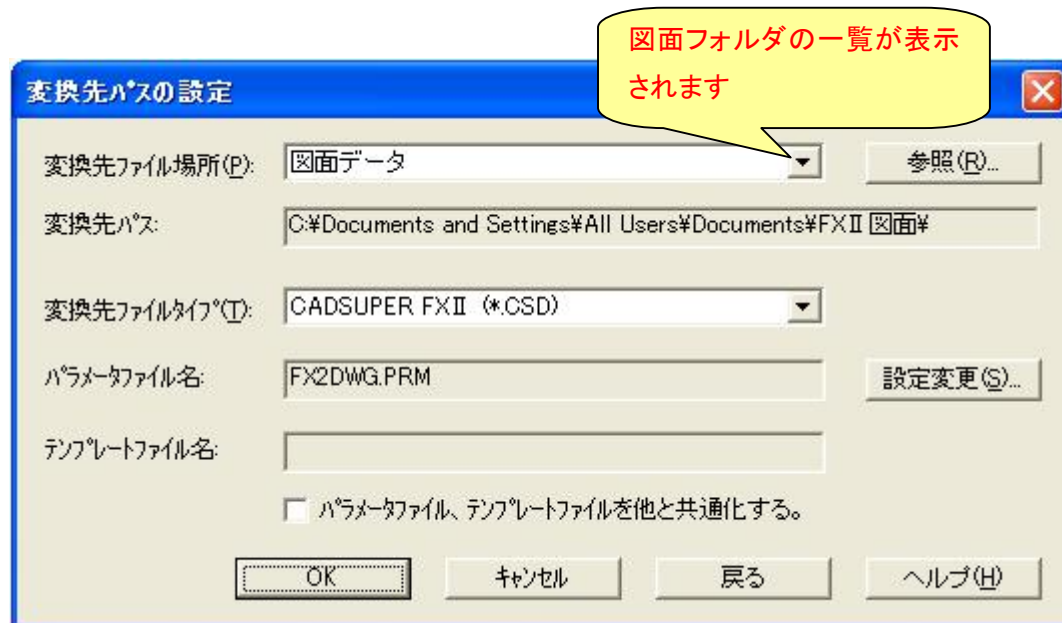 図面フォルダの一覧が表示
されます
変換先ﾊﾟｽの設定
変換先ﾌｧｲﾙ場所(P):
図面データ
参照(R)...
変換先ﾊﾟｽ:
C:¥Documents and Settings¥All Users¥Documents¥FXⅡ図面¥
変換先ﾌｧｲﾙﾀｲﾌﾟ(T):
CADSUPER FXⅡ (*.CSD)
ﾊﾟﾗﾒｰﾀﾌｧｲﾙ名:
FX2DWG.PRM
設定変更(S)...
ﾃﾝﾌﾟﾚｰﾄﾌｧｲﾙ名:
ﾊﾟﾗﾒｰﾀﾌｧｲﾙ、ﾃﾝﾌﾟﾚｰﾄﾌｧｲﾙを他と共通化する。
OK
ｷｬﾝｾﾙ
戻る
ヘルプ(H)